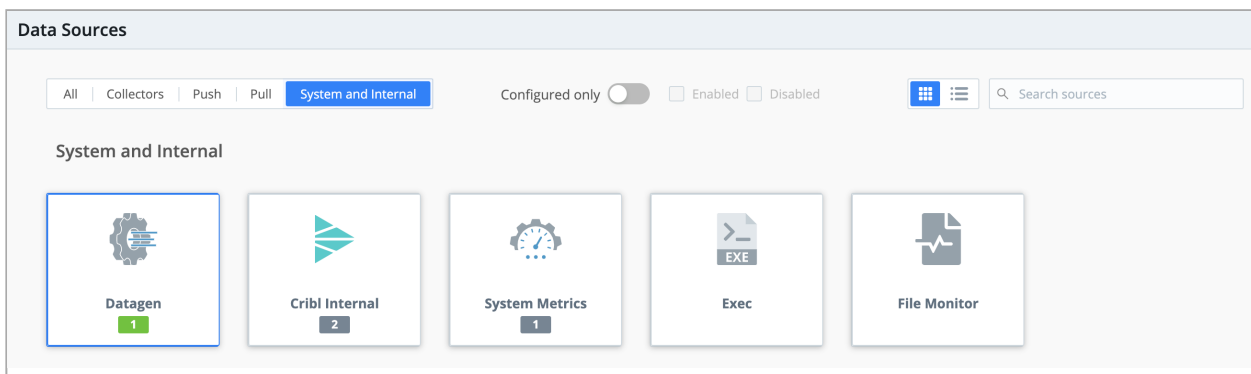 Data Sources
All Collectors Push Pull System and Internal Configured only Enabled Disabled Search sources
System and Internal
>_
EXE
Datagen Cribl Internal System Metrics Exec File Monitor
1 2 1